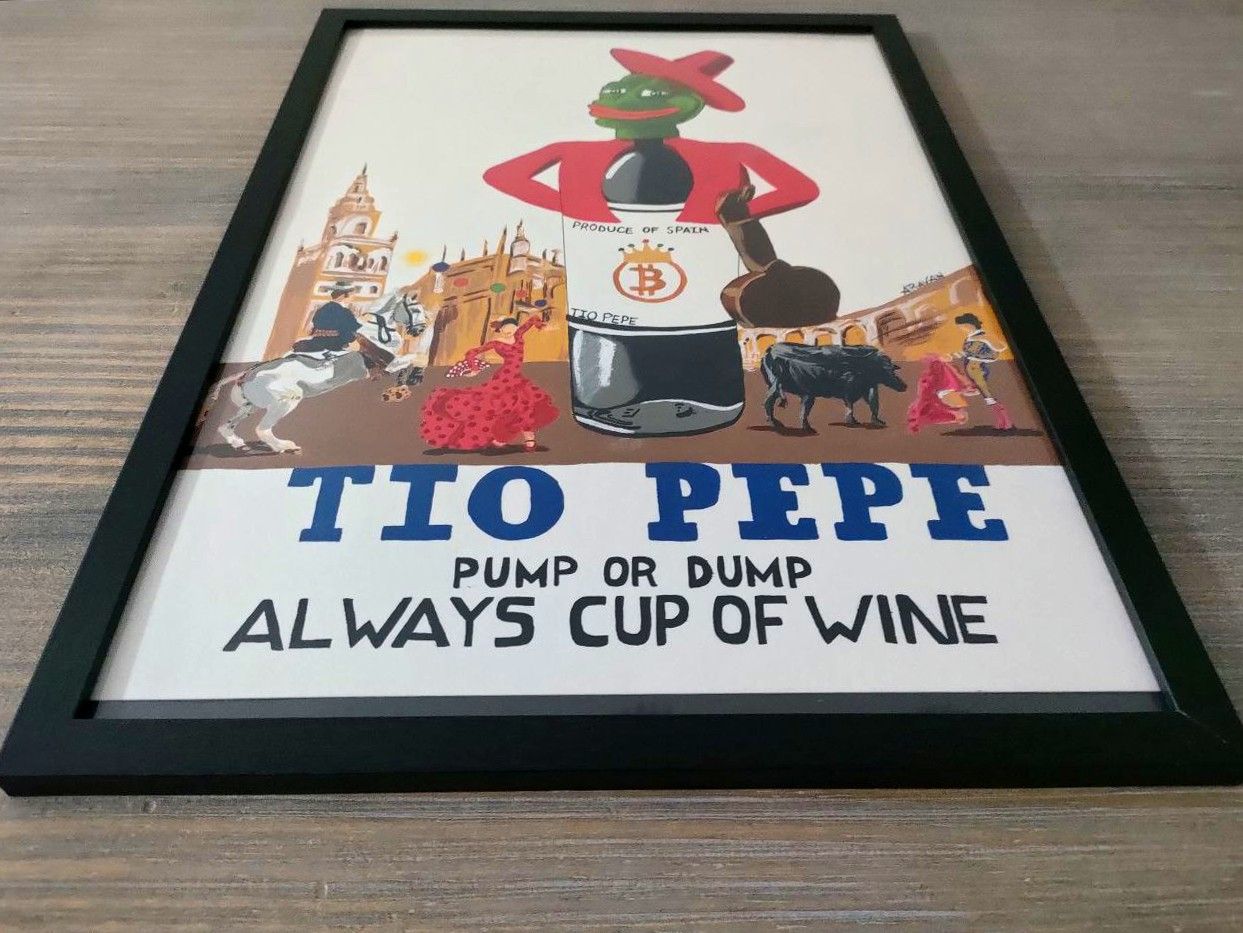 PRODUCE OF SPAIN
₿
TIO PEPE
TIO PEPE
PUMP OR DUMP
ALWAYS CUP OF WINE